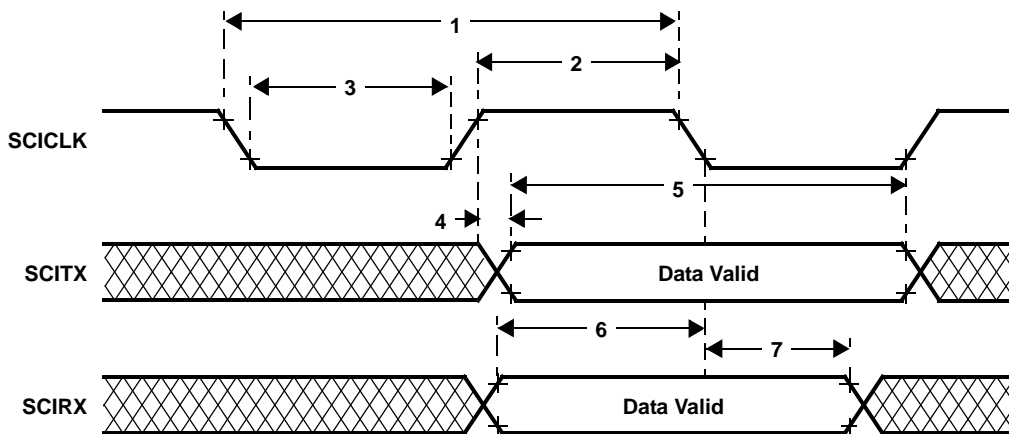 1
2
3
SCICLK
5
4
SCITX
Data Valid
6
7
SCIRX
Data Valid